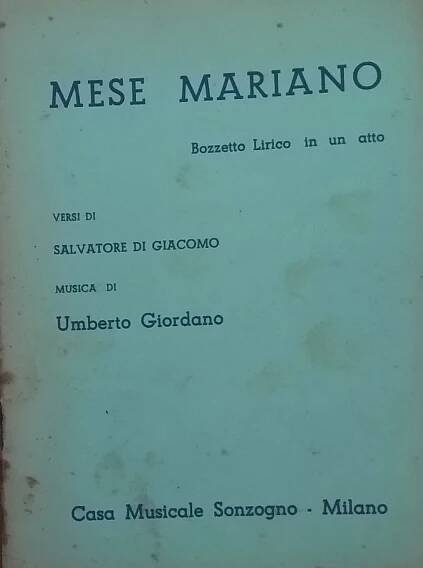 MESE MARIANO
Bozzetto Lirico in un atto
VERSI DI
SALVATORE DI GIACOMO
MUSICA DI
Umberto Giordano
Casa Musicale Sonzogno - Milano